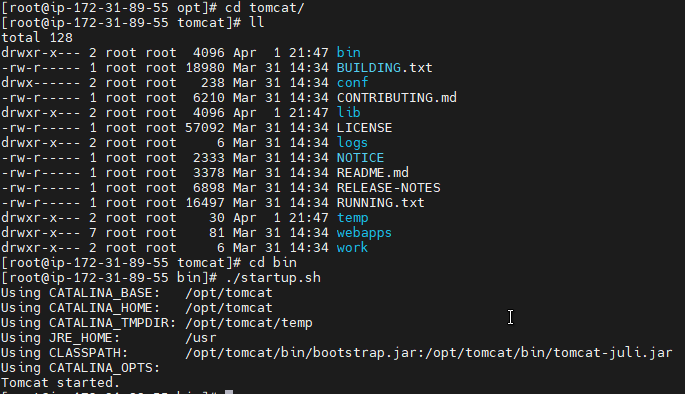 [root@ip-172-31-89-55 opt]# cd tomcat/
[root@ip-172-31-89-55 tomcat]# ll
total 128
drwxr-x--- 2 root root  4096 Apr  1 21:47 bin
-rw-r----- 1 root root 18980 Mar 31 14:34 BUILDING.txt
drwx------ 2 root root   238 Mar 31 14:34 conf
-rw-r----- 1 root root  6210 Mar 31 14:34 CONTRIBUTING.md
drwxr-x--- 2 root root  4096 Apr  1 21:47 lib
-rw-r----- 1 root root 57092 Mar 31 14:34 LICENSE
drwxr-x--- 2 root root     6 Mar 31 14:34 logs
-rw-r----- 1 root root  2333 Mar 31 14:34 NOTICE
-rw-r----- 1 root root  3378 Mar 31 14:34 README.md
-rw-r----- 1 root root  6898 Mar 31 14:34 RELEASE-NOTES
-rw-r----- 1 root root 16497 Mar 31 14:34 RUNNING.txt
drwxr-x--- 2 root root    30 Apr  1 21:47 temp
drwxr-x--- 7 root root    81 Mar 31 14:34 webapps
drwxr-x--- 2 root root     6 Mar 31 14:34 work
[root@ip-172-31-89-55 tomcat]# cd bin
[root@ip-172-31-89-55 bin]# ./startup.sh
Using CATALINA_BASE:   /opt/tomcat
Using CATALINA_HOME:   /opt/tomcat
Using CATALINA_TMPDIR: /opt/tomcat/temp
Using JRE_HOME:        /usr
Using CLASSPATH:       /opt/tomcat/bin/bootstrap.jar:/opt/tomcat/bin/tomcat-juli.jar
Using CATALINA_OPTS:
Tomcat started.
[root@ip-172-31-89-55 bin]#